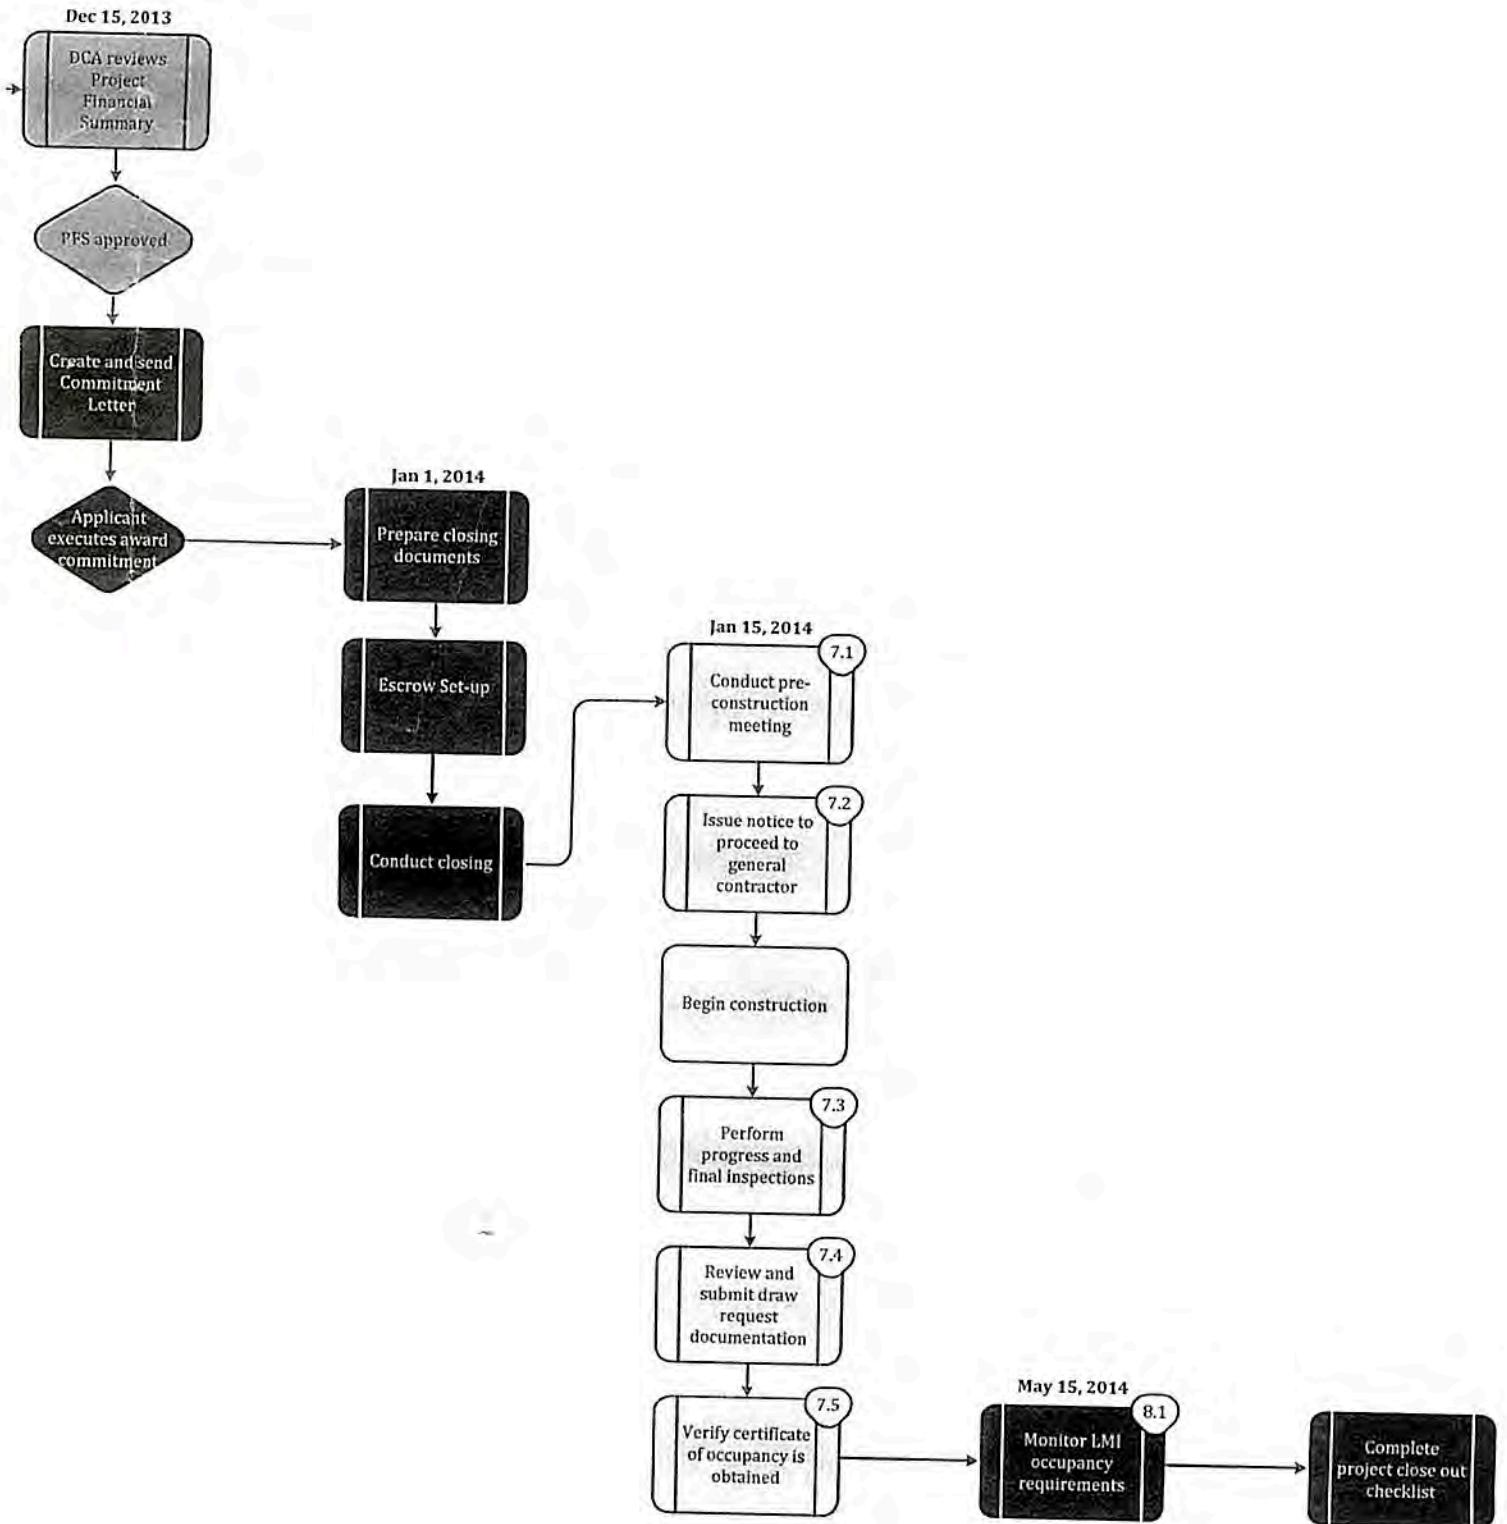 Dec 15, 2013
DCA reviews
Project
Financial
Summary
PFS approved
Create and send
Commitment
Letter
Applicant
executes award
commitment
Jan 1, 2014
Prepare closing
documents
Escrow Set-up
Conduct closing
Jan 15, 2014
7.1
Conduct pre-
construction
meeting
7.2
Issue notice to
proceed to
general
contractor
Begin construction
7.3
Perform
progress and
final inspections
7.4
Review and
submit draw
request
documentation
7.5
Verify certificate
of occupancy is
obtained
May 15, 2014
8.1
Monitor LMI
occupancy
requirements
Complete
project close out
checklist